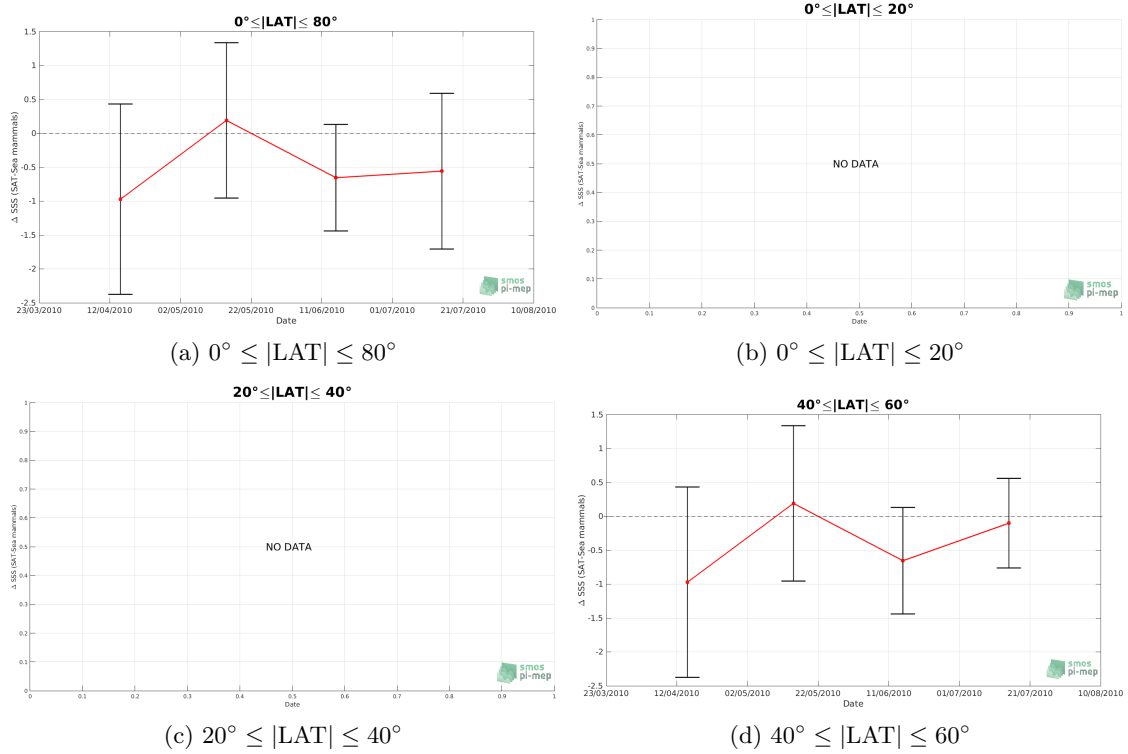 0°≤|LAT|≤ 80°
1.5
1
0.5
0
-0.5
-1
-1.5
-2
-2.5
Δ SSS (SAT-Sea mammals)
23/03/2010 12/04/2010 02/05/2010 22/05/2010 11/06/2010 01/07/2010 21/07/2010 10/08/2010
Date
smos
pi-mep
(a) 0° ≤ |LAT| ≤ 80°
0°≤|LAT|≤ 20°
1
0.9
0.8
0.7
0.6
0.5
0.4
0.3
0.2
0.1
0
Δ SSS (SAT-Sea mammals)
NO DATA
0 0.1 0.2 0.3 0.4 0.5 0.6 0.7 0.8 0.9 1
Date
smos
pi-mep
(b) 0° ≤ |LAT| ≤ 20°
20°≤|LAT|≤ 40°
1
0.9
0.8
0.7
0.6
0.5
0.4
0.3
0.2
0.1
0
Δ SSS (SAT-Sea mammals)
NO DATA
0 0.1 0.2 0.3 0.4 0.5 0.6 0.7 0.8 0.9 1
Date
smos
pi-mep
(c) 20° ≤ |LAT| ≤ 40°
40°≤|LAT|≤ 60°
1.5
1
0.5
0
-0.5
-1
-1.5
-2
-2.5
Δ SSS (SAT-Sea mammals)
23/03/2010 12/04/2010 02/05/2010 22/05/2010 11/06/2010 01/07/2010 21/07/2010 10/08/2010
Date
smos
pi-mep
(d) 40° ≤ |LAT| ≤ 60°